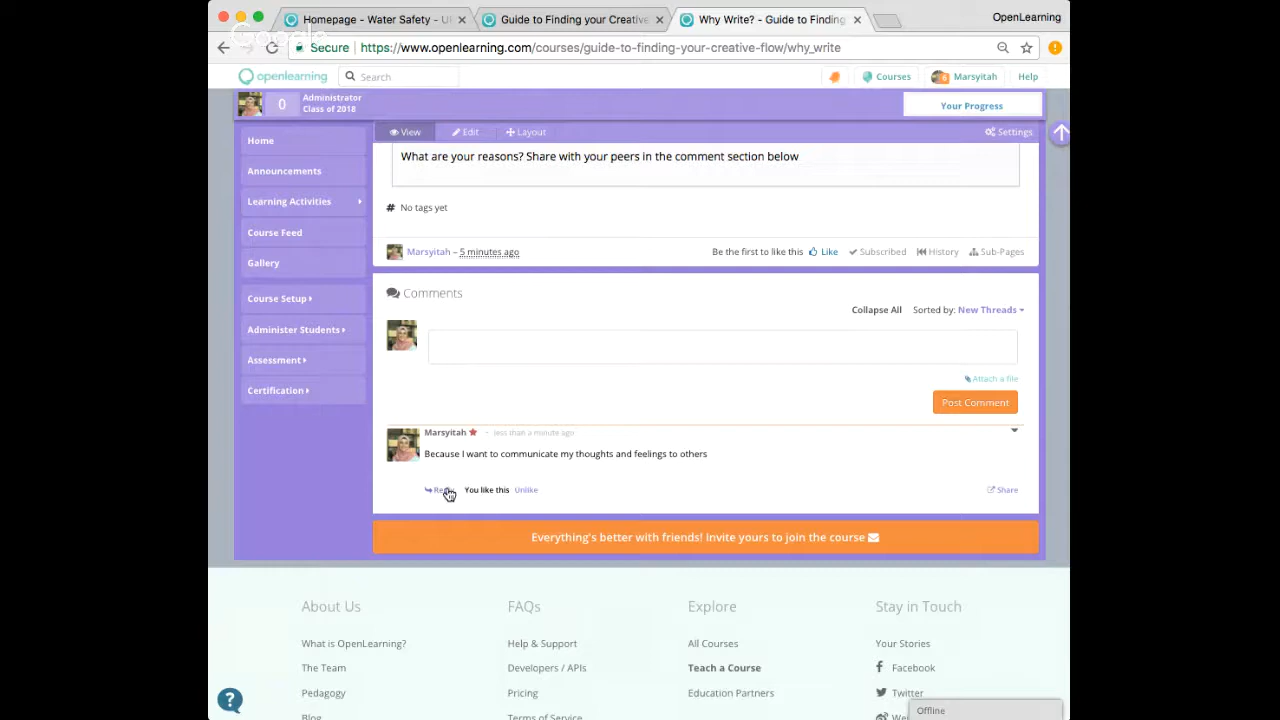 Homepage - Water Safety - U
Guide to Finding your Creative
Why Write? - Guide to Finding
OpenLearning
Google
Secure
https://www.openlearning.com/courses/guide-to-finding-your-creative-flow/why_write
openlearning
Search
Courses
Marsyitah
Help
0
Administrator
Class of 2018
Your Progress
Home
Announcements
Learning Activities
Course Feed
Gallery
Course Setup
Administer Students
Assessment
Certification
View
Edit
Layout
Settings
What are your reasons? Share with your peers in the comment section below
# No tags yet
Marsyitah – 5 minutes ago
Be the first to like this
Like
Subscribed
History
Sub-Pages
Comments
Collapse All
Sorted by: New Threads
Attach a file
Post Comment
Marsyitah
- less than a minute ago
Because I want to communicate my thoughts and feelings to others
You like this
Unlike
Share
Everything's better with friends! Invite yours to join the course
About Us
What is OpenLearning?
The Team
Pedagogy
Blog
FAQs
Help & Support
Developers / APIs
Pricing
Terms of Service
Explore
All Courses
Teach a Course
Education Partners
Stay in Touch
Your Stories
Facebook
Twitter
?
Offline